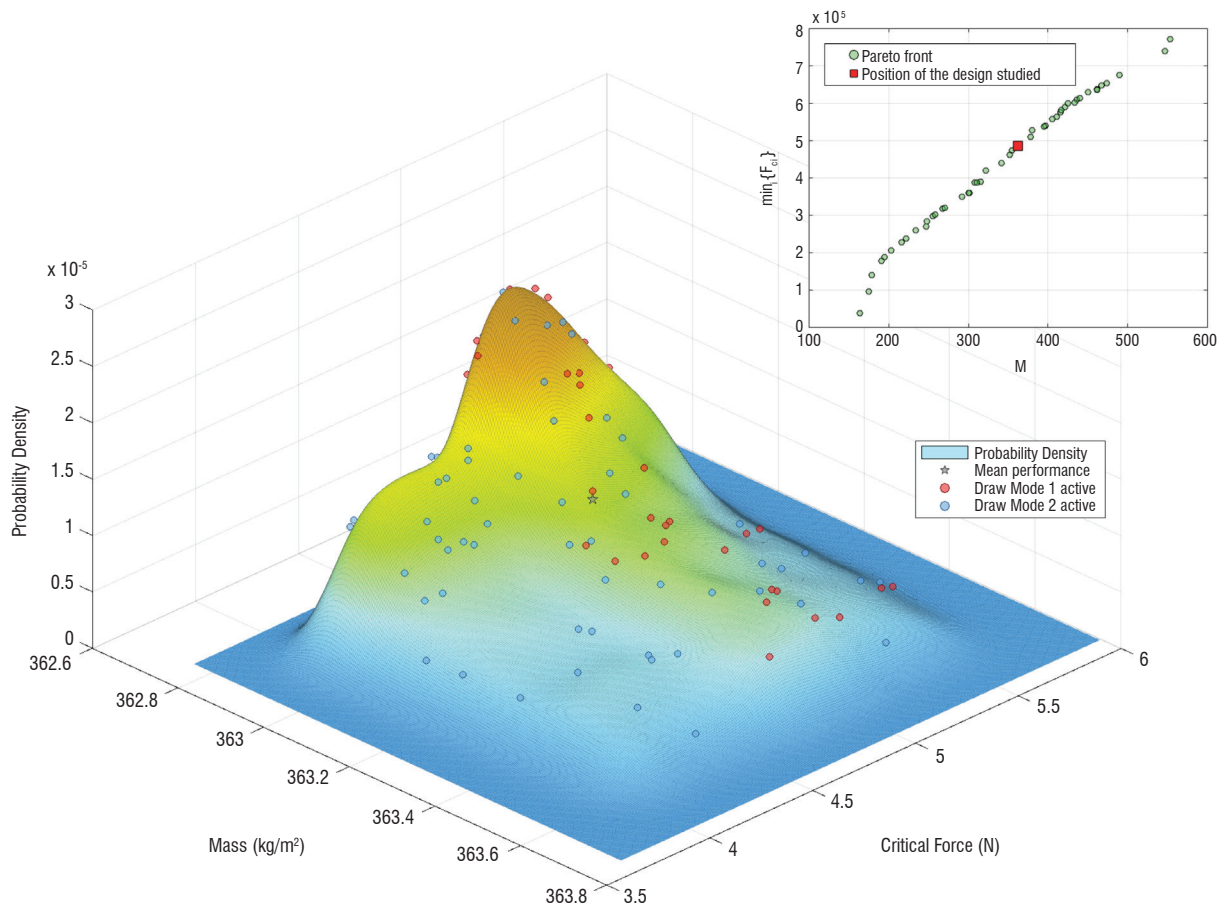 x 10⁵
8
7
6
5
4
3
2
1
0
minᵢ{F_ci}
100
200
300
400
500
600
M
Pareto front
Position of the design studied
x 10⁻⁵
3
2.5
2
1.5
1
0.5
0
Probability Density
Probability Density
Mean performance
Draw Mode 1 active
Draw Mode 2 active
362.6
362.8
363
363.2
363.4
363.6
363.8
Mass (kg/m²)
3.5
4
4.5
5
5.5
6
Critical Force (N)